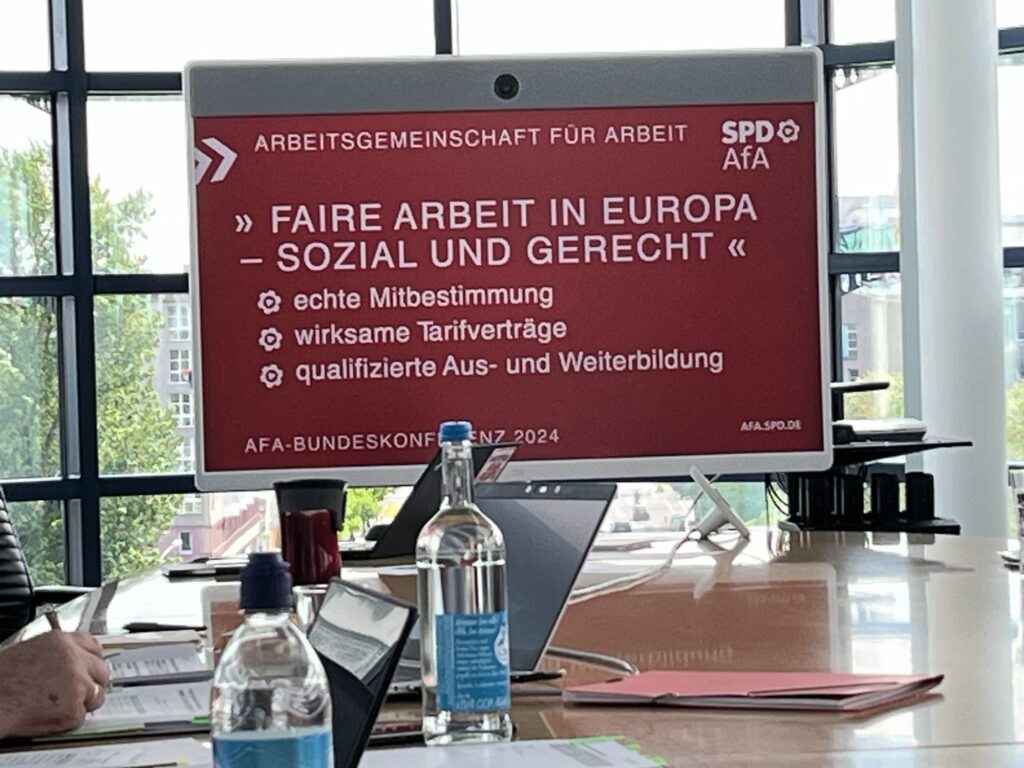 ARBEITSGEMEINSCHAFT FÜR ARBEIT
SPD
AfA
» FAIRE ARBEIT IN EUROPA
– SOZIAL UND GERECHT «
echte Mitbestimmung
wirksame Tarifverträge
qualifizierte Aus- und Weiterbildung
AFA-BUNDESKONFERENZ 2024
AFA.SPD.DE